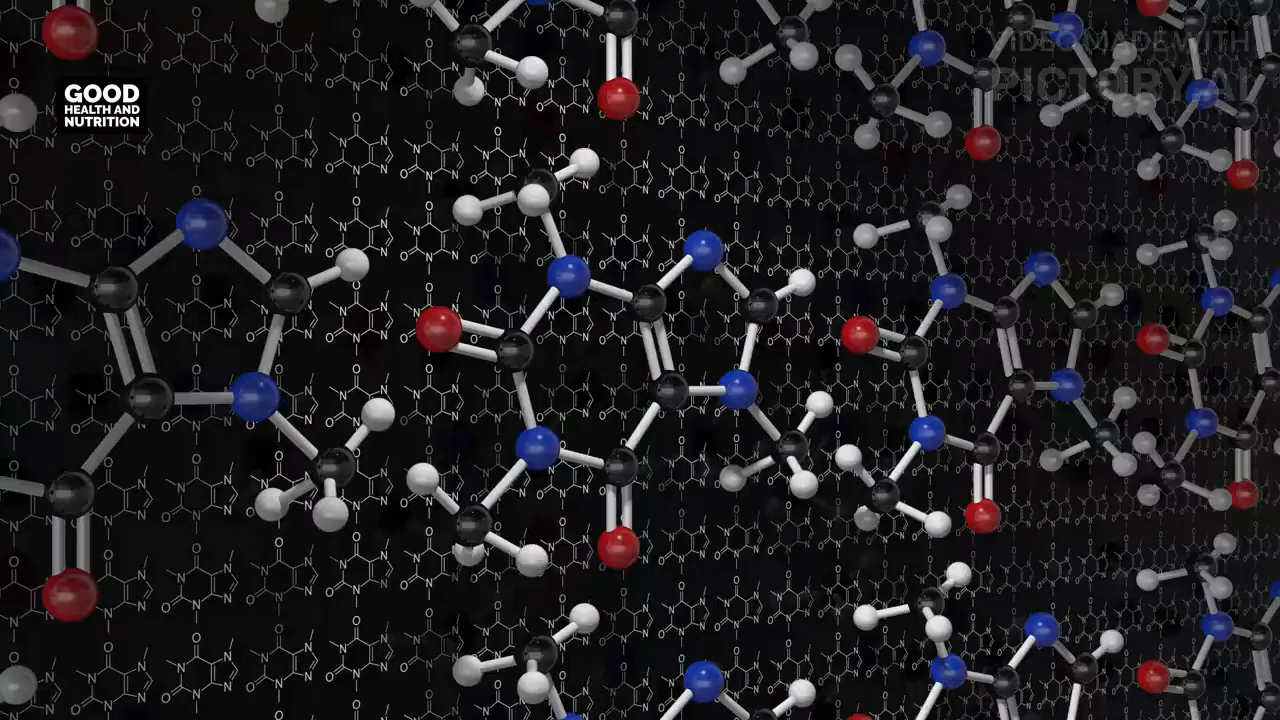 GOOD
HEALTH AND
NUTRITION
VIDEO MADE WITH
PICTORY.AI